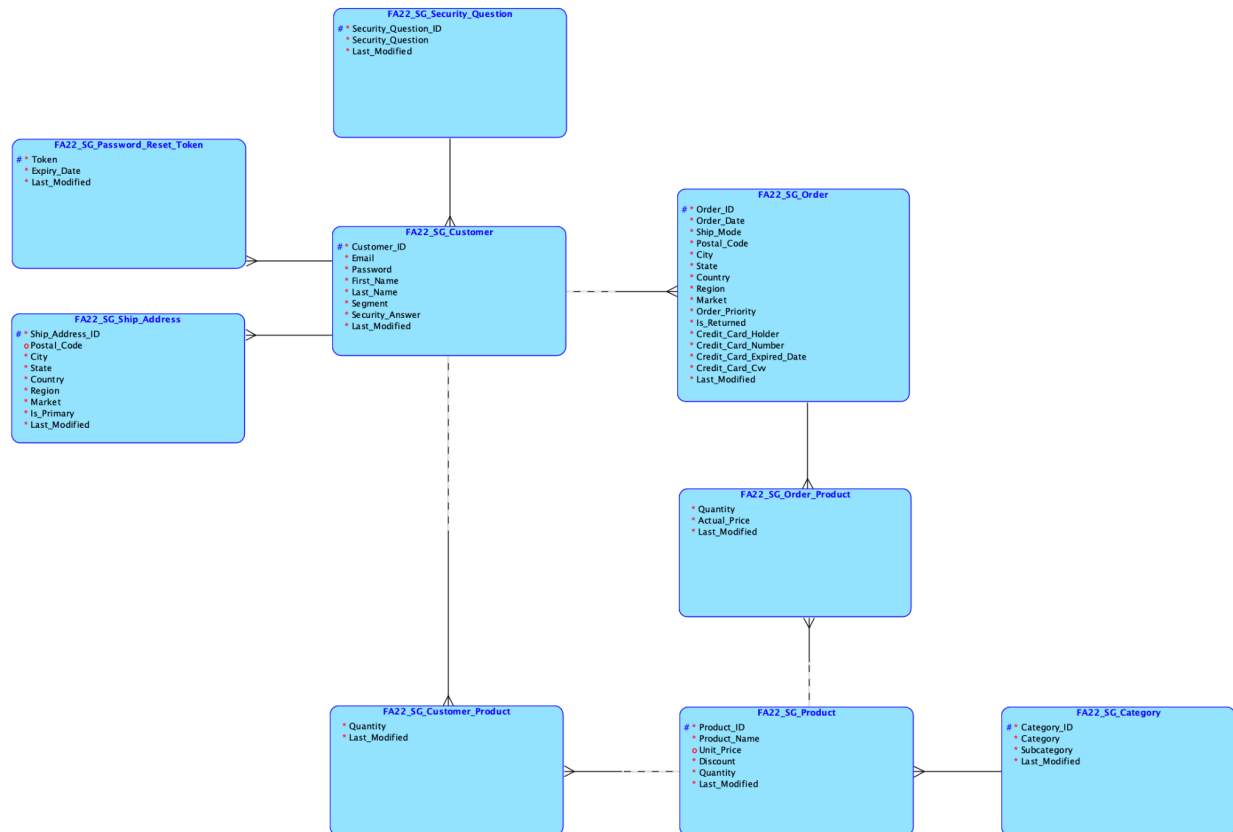 FA22_SG_Security_Question
# * Security_Question_ID
* Security_Question
* Last_Modified
FA22_SG_Password_Reset_Token
# * Token
* Expiry_Date
* Last_Modified
FA22_SG_Order
# * Order_ID
* Order_Date
* Ship_Mode
* Postal_Code
* City
* State
* Country
* Region
* Market
* Order_Priority
* Is_Returned
* Credit_Card_Holder
* Credit_Card_Number
* Credit_Card_Expired_Date
* Credit_Card_Cvv
* Last_Modified
FA22_SG_Customer
# * Customer_ID
* Email
* Password
* First_Name
* Last_Name
* Segment
* Security_Answer
* Last_Modified
FA22_SG_Ship_Address
# * Ship_Address_ID
o Postal_Code
* City
* State
* Country
* Region
* Market
* Is_Primary
* Last_Modified
FA22_SG_Order_Product
* Quantity
* Actual_Price
* Last_Modified
FA22_SG_Customer_Product
* Quantity
* Last_Modified
FA22_SG_Product
# * Product_ID
* Product_Name
o Unit_Price
* Discount
* Quantity
* Last_Modified
FA22_SG_Category
# * Category_ID
* Category
* Subcategory
* Last_Modified